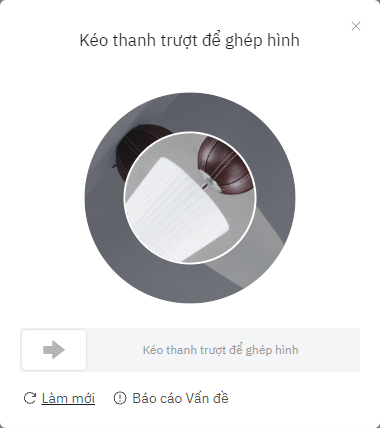 Kéo thanh trượt để ghép hình
Kéo thanh trượt để ghép hình
Làm mới
Báo cáo Vấn đề